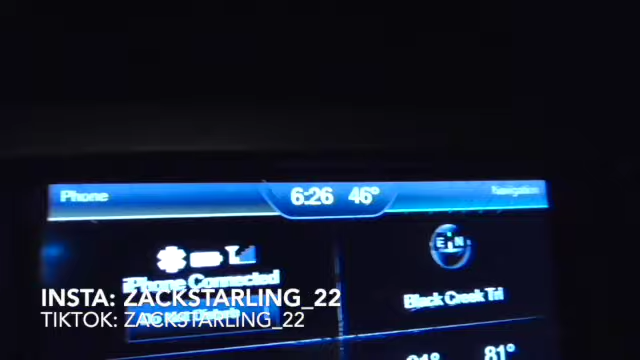 Phone
6:26 46°
Navigation
E N
iPhone Connected
Black Creek Trl
INSTA: ZACKSTARLING_22
TIKTOK: ZACKSTARLING_22
81°